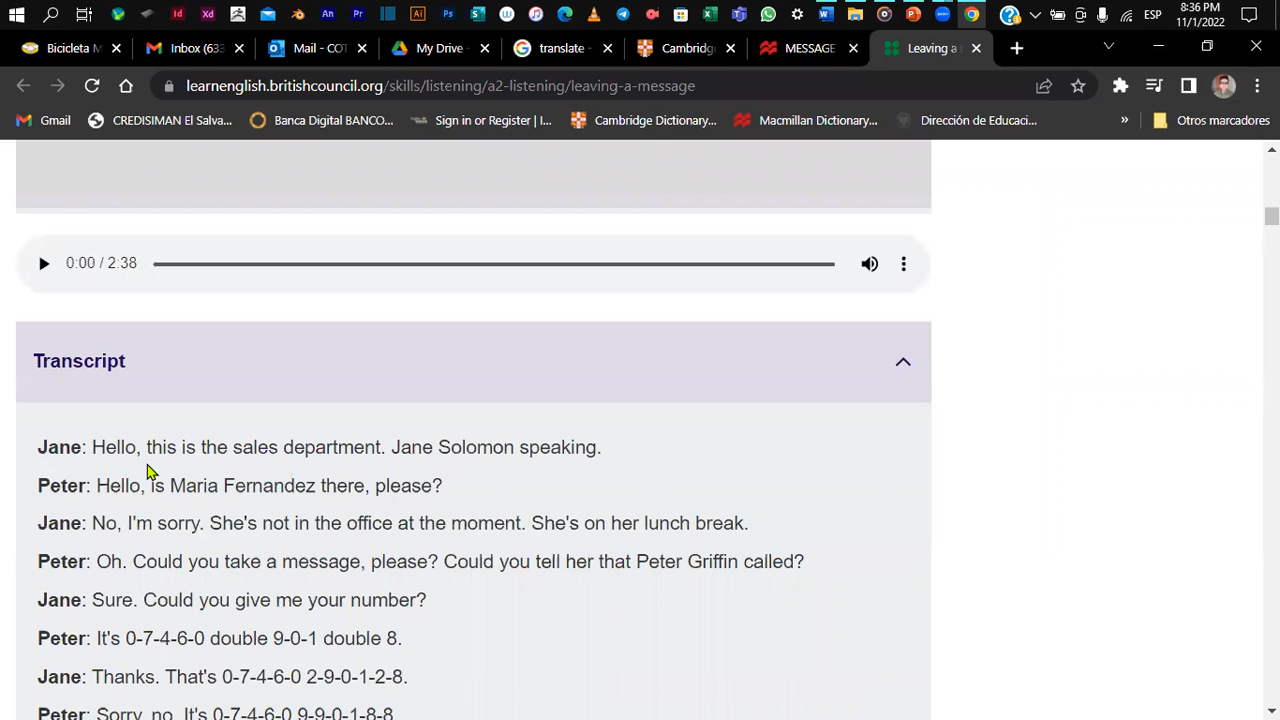 8:36 PM
ESP
11/1/2022
Bicicleta M
Inbox (633
Mail - COT
My Drive -
translate -
Cambridge
MESSAGE
Leaving a
learnenglish.britishcouncil.org/skills/listening/a2-listening/leaving-a-message
Gmail
CREDISIMAN El Salva...
Banca Digital BANCO...
Sign in or Register | I...
Cambridge Dictionary...
Macmillan Dictionary...
Dirección de Educaci...
»
Otros marcadores
0:00 / 2:38
Transcript
Jane: Hello, this is the sales department. Jane Solomon speaking.
Peter: Hello, is Maria Fernandez there, please?
Jane: No, I'm sorry. She's not in the office at the moment. She's on her lunch break.
Peter: Oh. Could you take a message, please? Could you tell her that Peter Griffin called?
Jane: Sure. Could you give me your number?
Peter: It's 0-7-4-6-0 double 9-0-1 double 8.
Jane: Thanks. That's 0-7-4-6-0 2-9-0-1-2-8.
Peter: Sorry, no. It's 0-7-4-6-0 9-9-0-1-8-8.